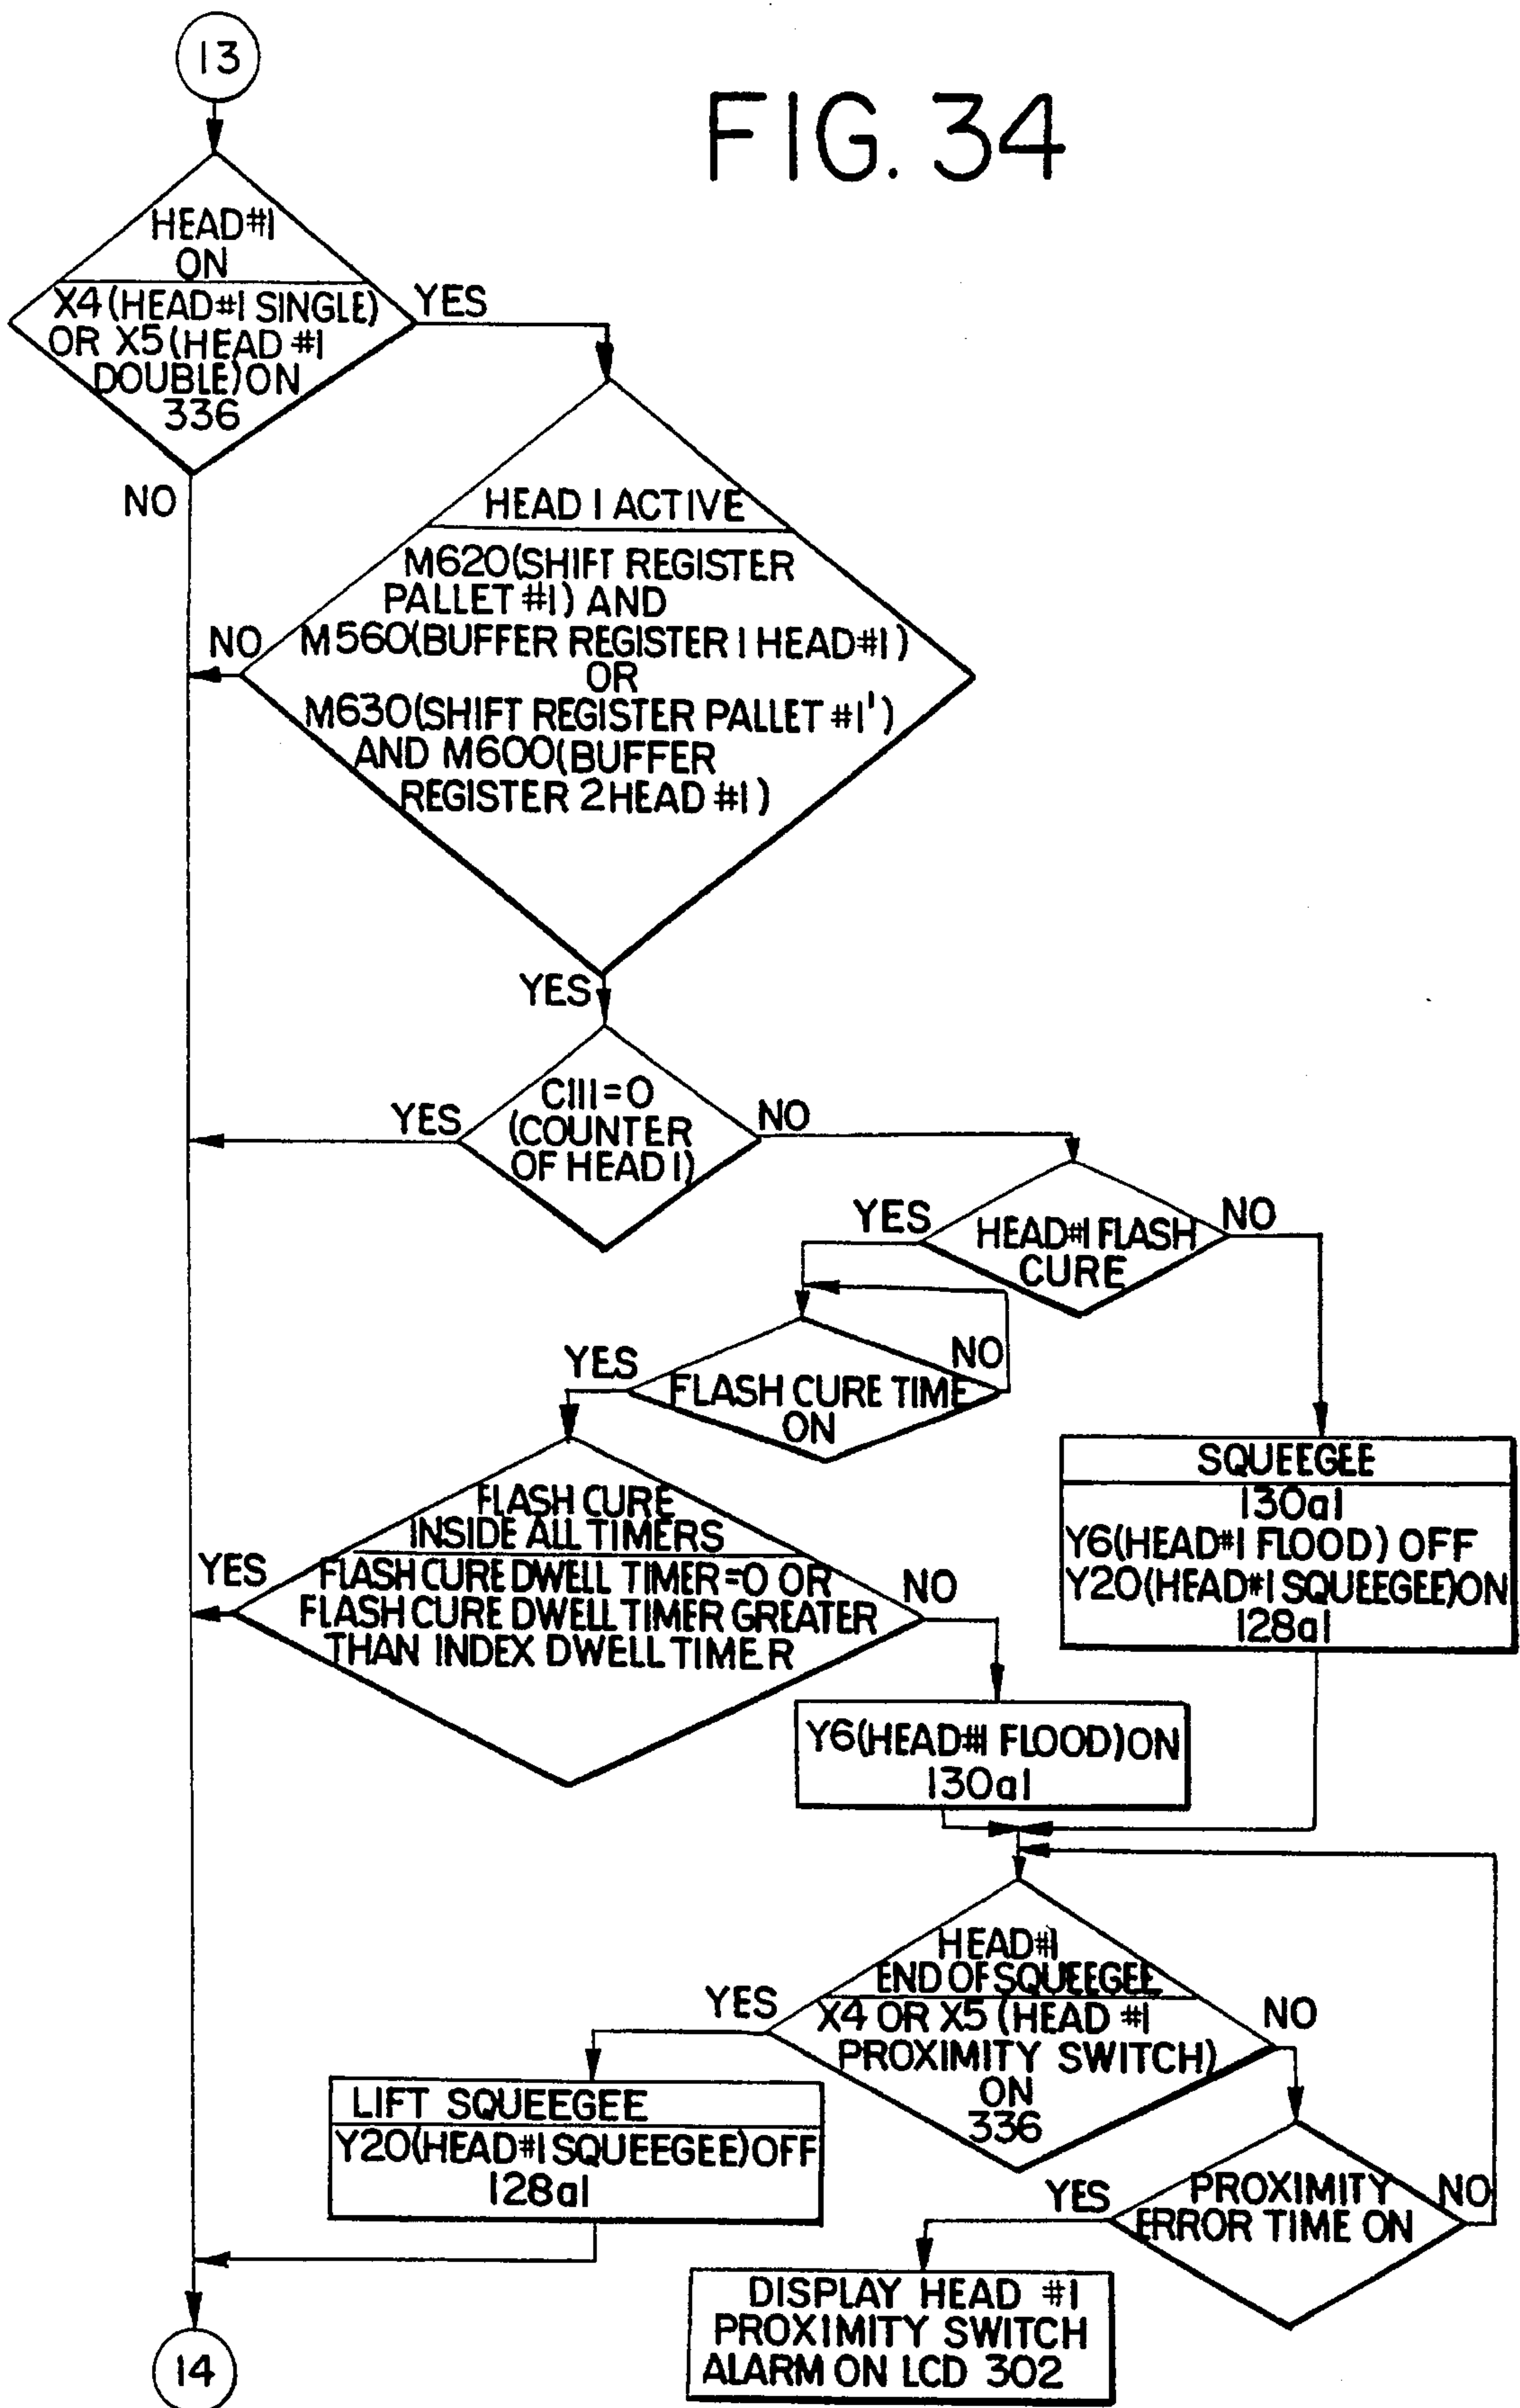 13
FIG. 34
HEAD#1
ON
X4(HEAD#1 SINGLE)
OR X5(HEAD #1
DOUBLE)ON
336
YES
NO
HEAD 1 ACTIVE
M620(SHIFT REGISTER
PALLET #1) AND
M560(BUFFER REGISTER 1 HEAD#1)
OR
M630(SHIFT REGISTER PALLET #1')
AND M600(BUFFER
REGISTER 2HEAD #1)
NO
YES
C111=0
(COUNTER
OF HEAD 1)
YES
NO
HEAD#1 FLASH
CURE
YES
NO
FLASH CURE TIME
ON
YES
NO
SQUEEGEE
130a1
Y6(HEAD#1 FLOOD) OFF
Y20(HEAD#1 SQUEEGEE)ON
128a1
FLASH CURE
INSIDE ALL TIMERS
FLASH CURE DWELL TIMER=0 OR
FLASH CURE DWELL TIMER GREATER
THAN INDEX DWELL TIMER
YES
NO
Y6(HEAD#1 FLOOD)ON
130a1
HEAD#1
END OF SQUEEGEE
X4 OR X5 (HEAD #1
PROXIMITY SWITCH)
ON
336
YES
NO
LIFT SQUEEGEE
Y20(HEAD#1 SQUEEGEE)OFF
128a1
PROXIMITY
ERROR TIME ON
YES
NO
DISPLAY HEAD #1
PROXIMITY SWITCH
ALARM ON LCD 302
14